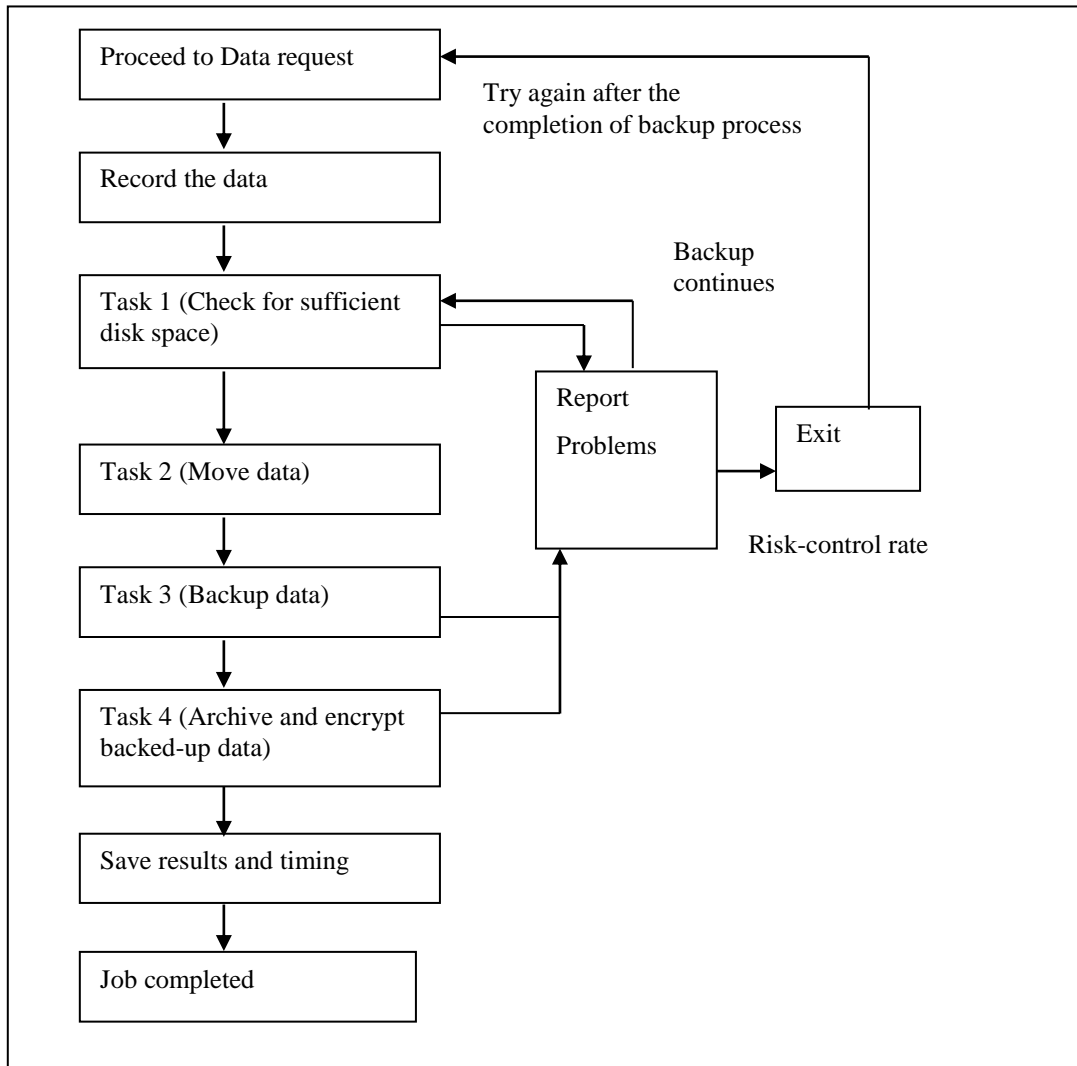 Proceed to Data request
Try again after the
completion of backup process
Record the data
Backup
continues
Task 1 (Check for sufficient
disk space)
Report
Problems
Exit
Task 2 (Move data)
Risk-control rate
Task 3 (Backup data)
Task 4 (Archive and encrypt
backed-up data)
Save results and timing
Job completed